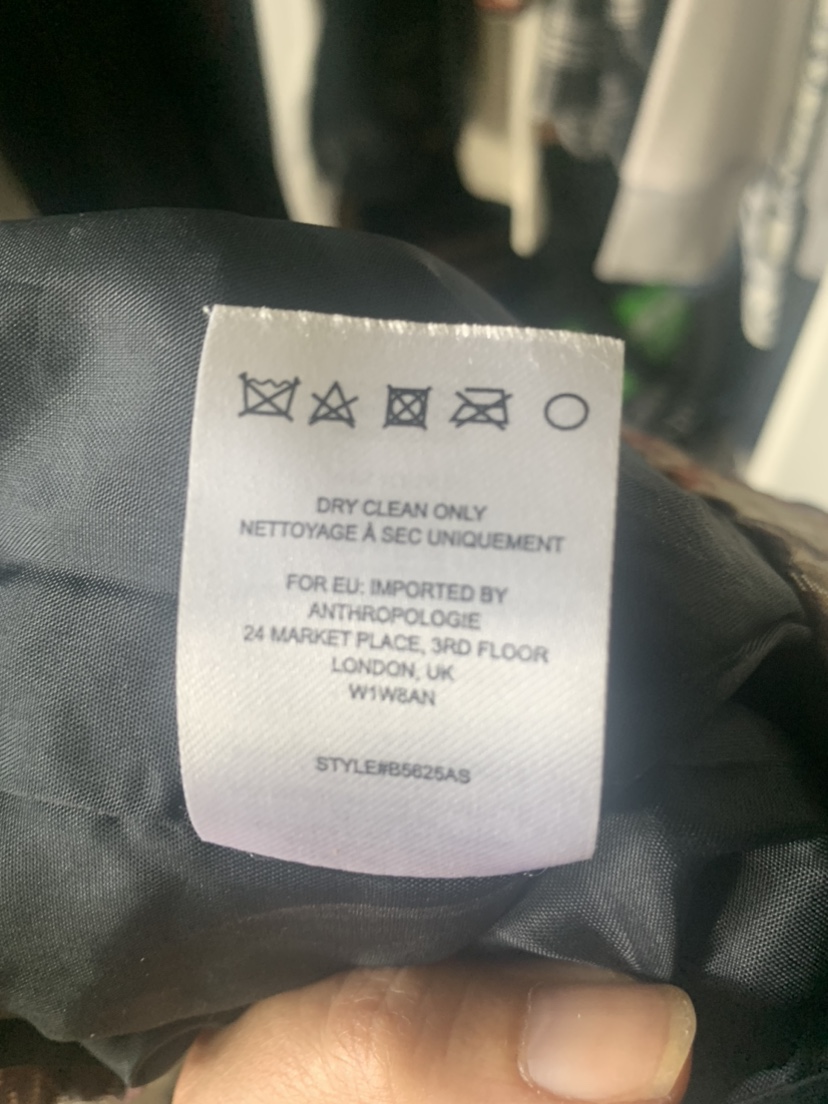 DRY CLEAN ONLY
NETTOYAGE À SEC UNIQUEMENT
FOR EU: IMPORTED BY
ANTHROPOLOGIE
24 MARKET PLACE, 3RD FLOOR
LONDON, UK
W1W8AN
STYLE#B5625AS